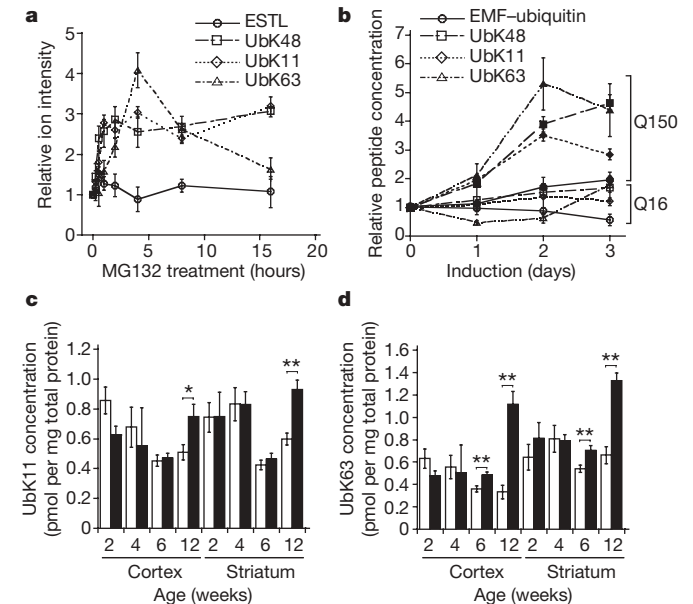 a
ESTL
UbK48
UbK11
UbK63
Relative ion intensity
5
4
3
2
1
0
0 5 10 15 20
MG132 treatment (hours)
b
EMF–ubiquitin
UbK48
UbK11
UbK63
Relative peptide concentration
7
6
5
4
3
2
1
0
Q150
Q16
0 1 2 3
Induction (days)
c
UbK11 concentration
(pmol per mg total protein)
1.2
1.0
0.8
0.6
0.4
0.2
0
* **
2 4 6 12 2 4 6 12
Cortex Striatum
Age (weeks)
d
UbK63 concentration
(pmol per mg total protein)
1.6
1.4
1.2
1.0
0.8
0.6
0.4
0.2
0
** ** ** **
2 4 6 12 2 4 6 12
Cortex Striatum
Age (weeks)